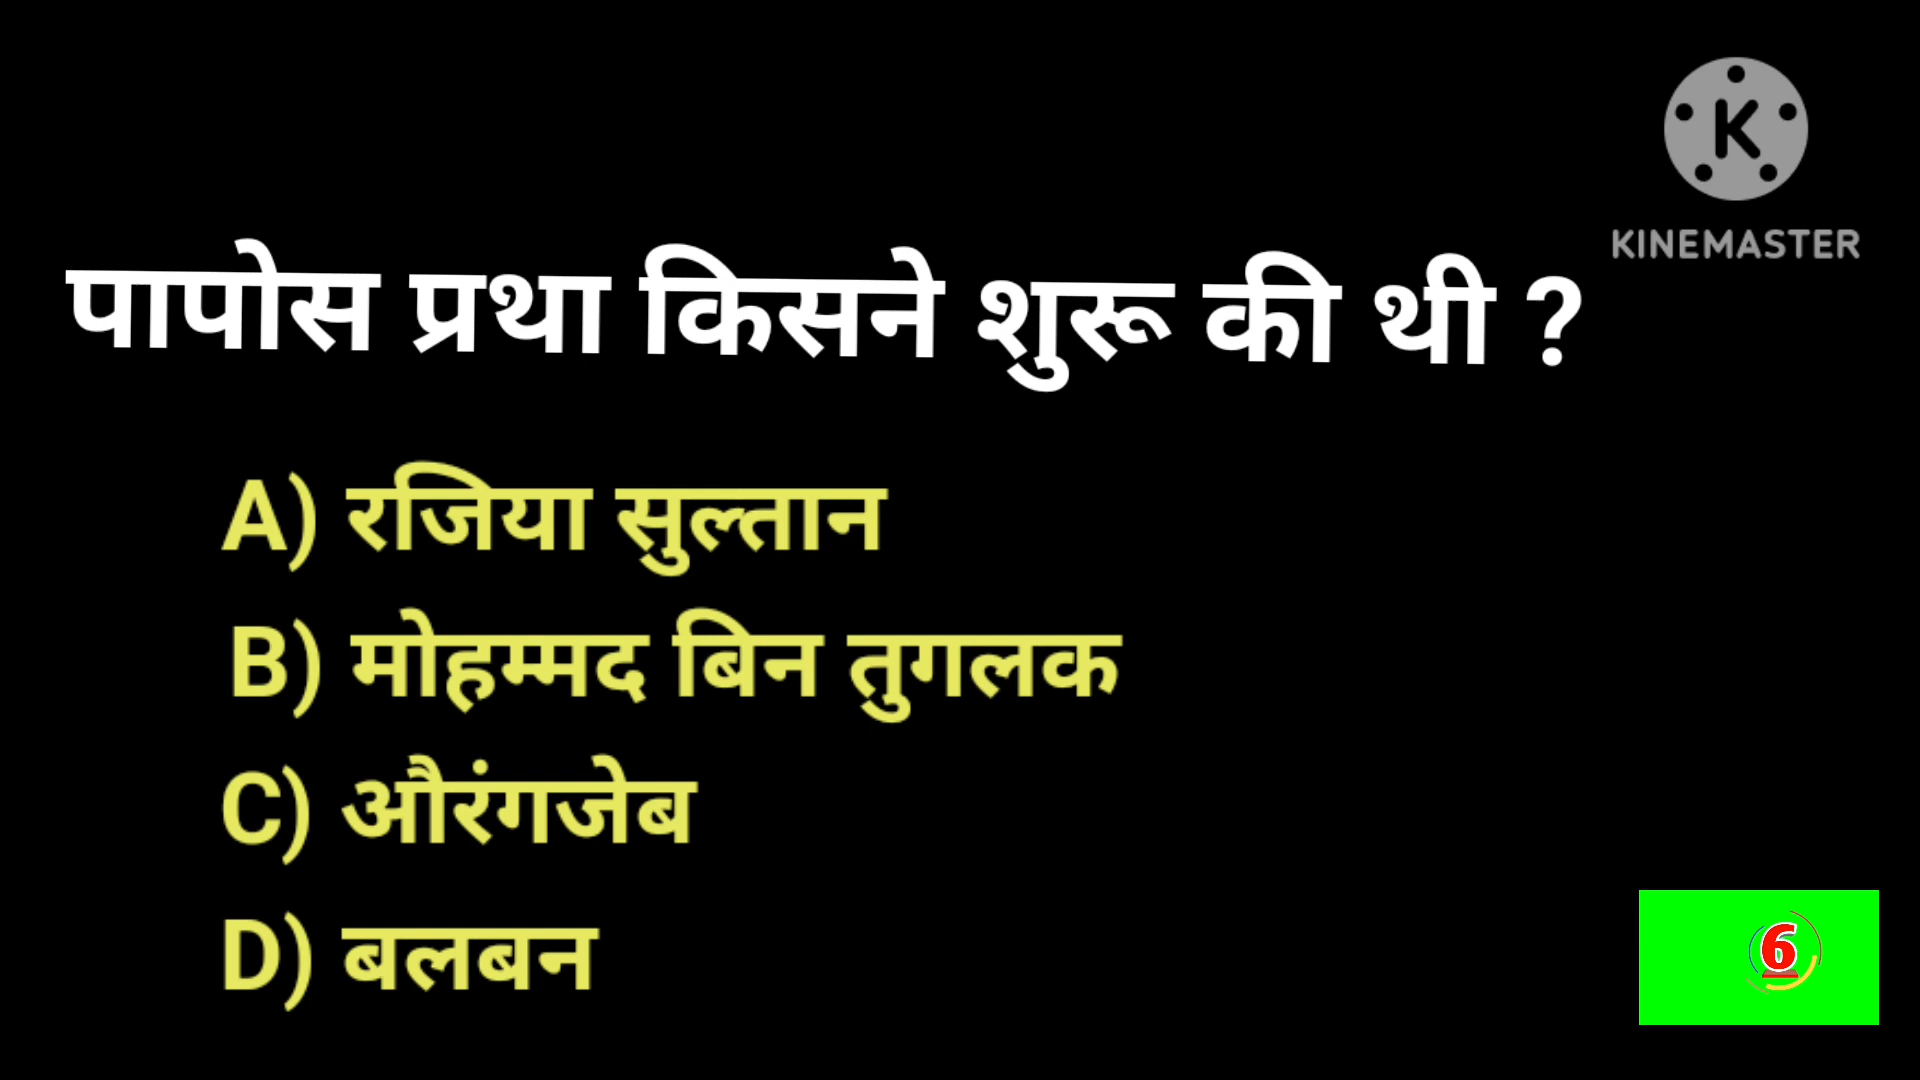 K
KINEMASTER
पापोस प्रथा किसने शुरू की थी ?
A) रजिया सुल्तान
B) मोहम्मद बिन तुगलक
C) औरंगजेब
D) बलबन
6